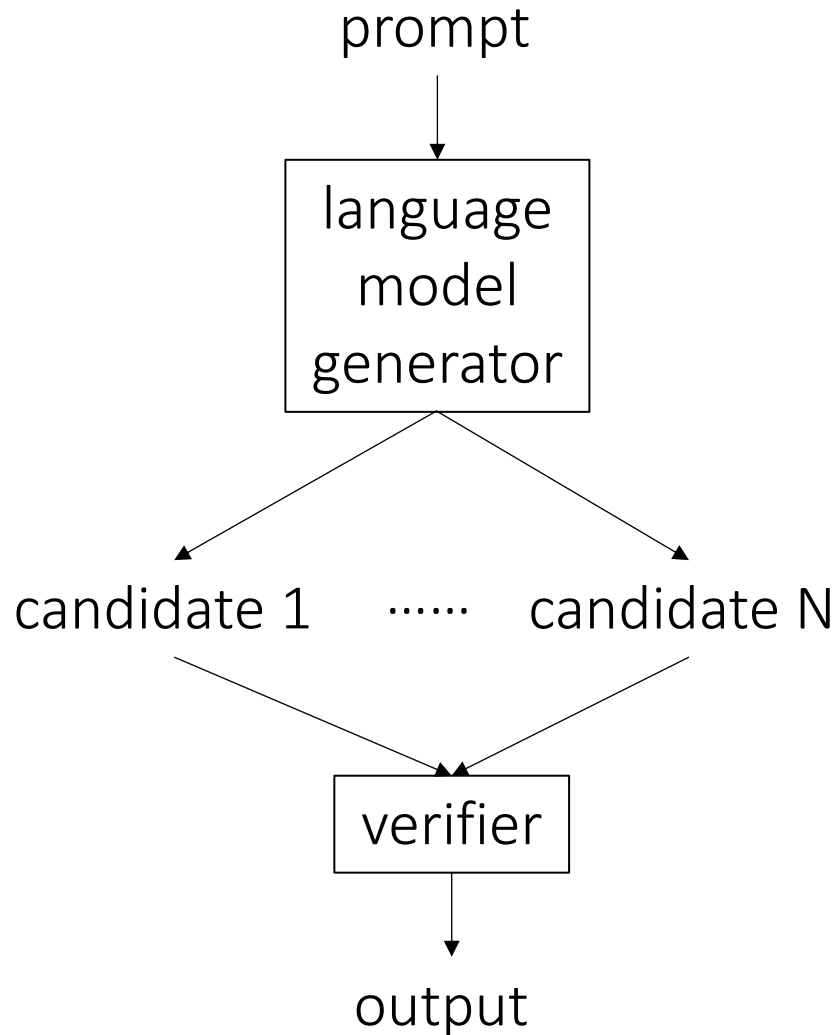 prompt
language
model
generator
candidate 1 ...... candidate N
verifier
output